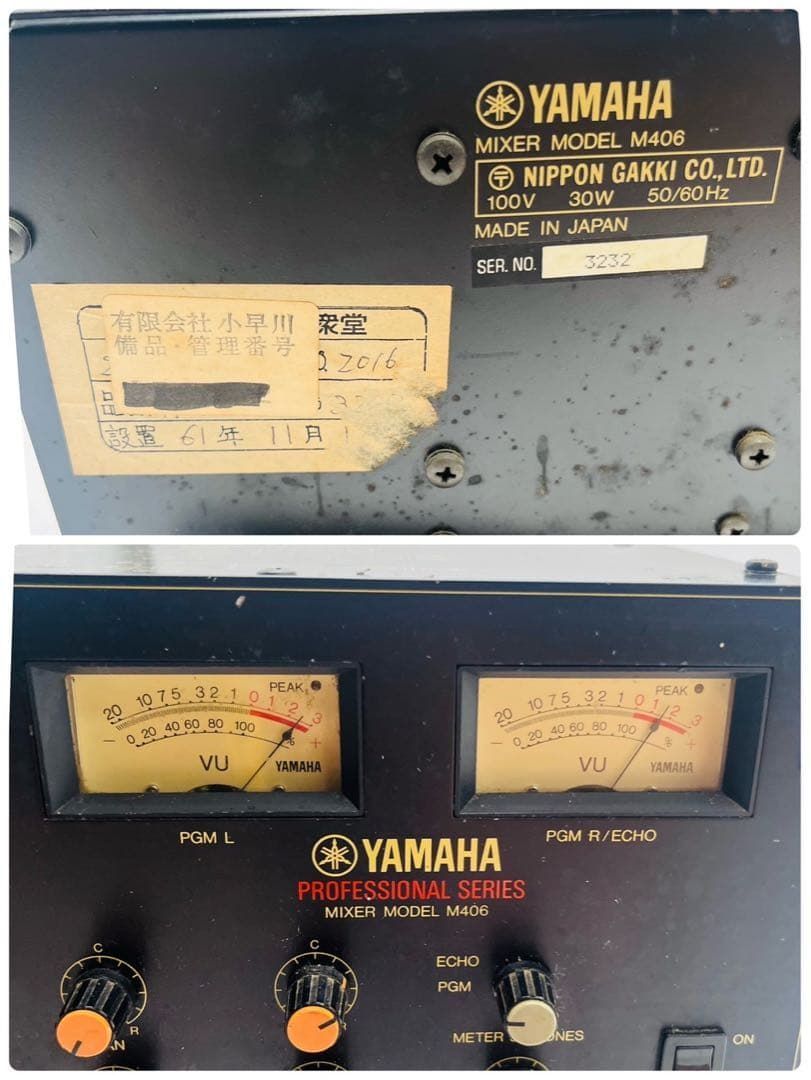 YAMAHA
MIXER MODEL M406
〒 NIPPON GAKKI CO., LTD.
100V 30W 50/60Hz
MADE IN JAPAN
SER. NO. 3232
有限会社 小早川
衆堂
備品・管理番号
2016
設置 61年 11月
PEAK
20 10 7 5 3 2 1 0 1 2 3
- 0 20 40 60 80 100 % +
VU YAMAHA
PGM L
PEAK
20 10 7 5 3 2 1 0 1 2 3
- 0 20 40 60 80 100 % +
VU YAMAHA
PGM R/ECHO
YAMAHA
PROFESSIONAL SERIES
MIXER MODEL M406
C
R
C
R
ECHO
PGM
METER
ON